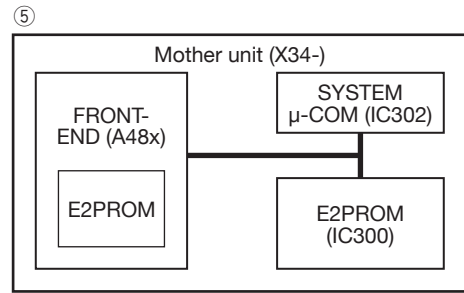 ⑤
Mother unit (X34-)
FRONT-
END (A48x)
E2PROM
SYSTEM
μ-COM (IC302)
E2PROM
(IC300)